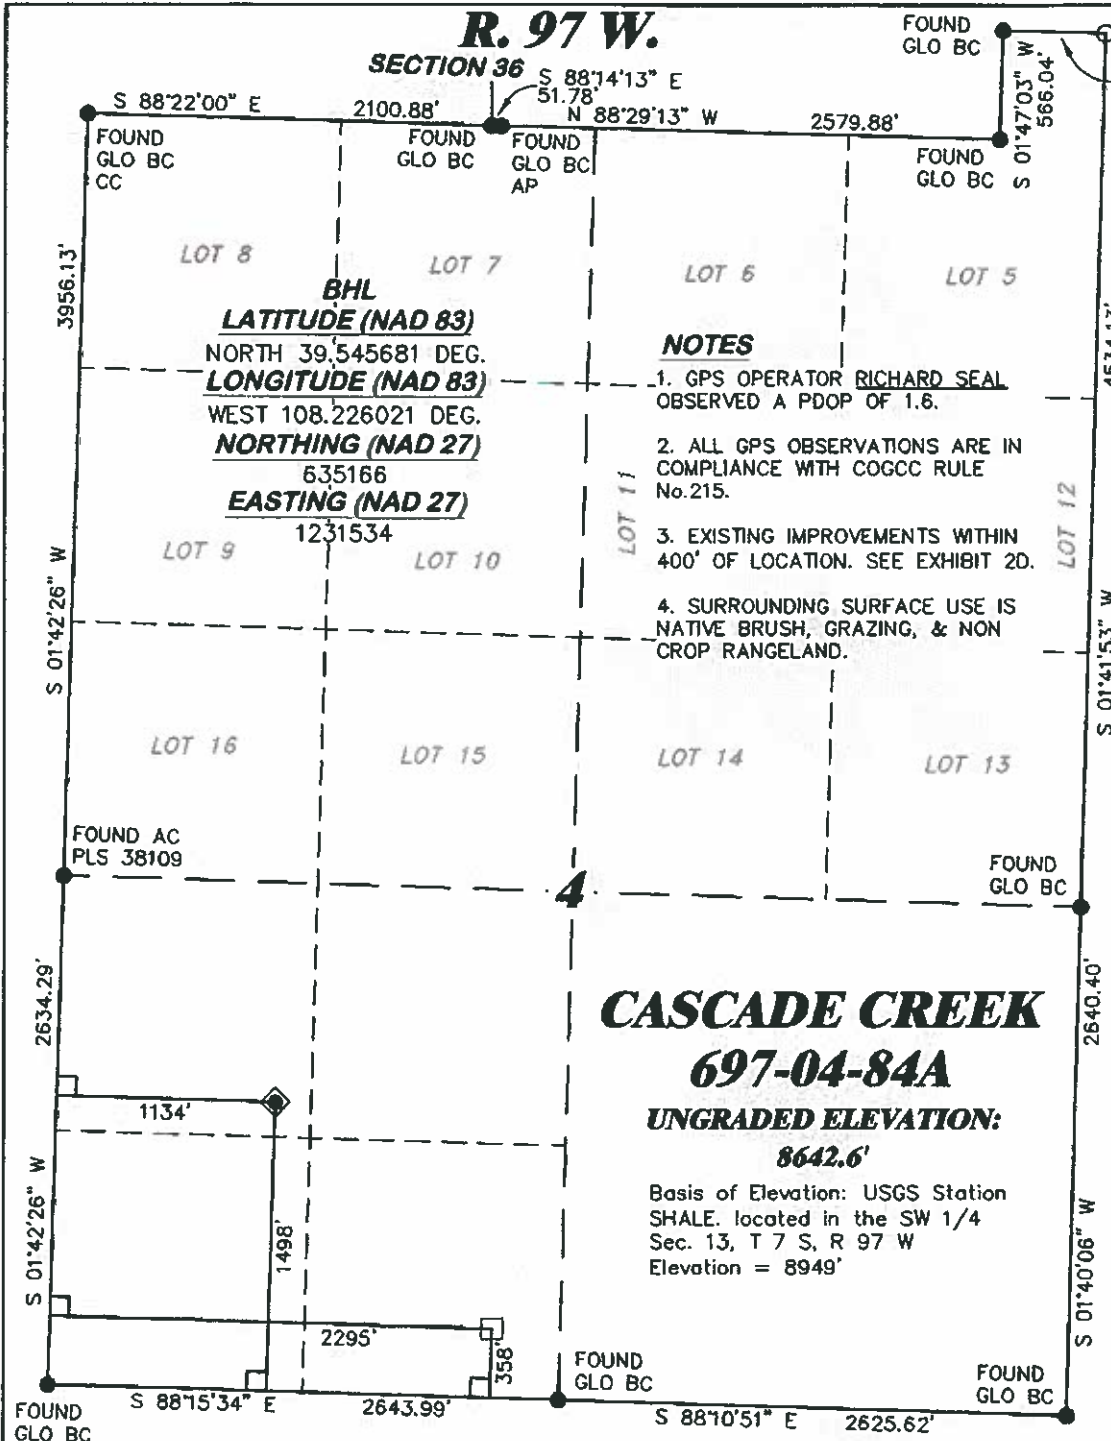 R. 97 W.
SECTION 36
FOUND
GLO BC
S 88°14'13" E
51.78'
S 88°22'00" E
2100.88'
N 88°29'13" W
2579.88'
S 01°47'03" W
566.04'
FOUND
GLO BC
CC
FOUND
GLO BC
FOUND
GLO BC
AP
FOUND
GLO BC
LOT 8
LOT 7
LOT 6
LOT 5
3956.13'
BHL
LATITUDE (NAD 83)
NORTH 39.545681 DEG.
LONGITUDE (NAD 83)
WEST 108.226021 DEG.
NORTHING (NAD 27)
635166
EASTING (NAD 27)
1231534
NOTES
1. GPS OPERATOR RICHARD SEAL
OBSERVED A PDOP OF 1.6.
2. ALL GPS OBSERVATIONS ARE IN
COMPLIANCE WITH COGCC RULE
No.215.
3. EXISTING IMPROVEMENTS WITHIN
400' OF LOCATION. SEE EXHIBIT 2D.
4. SURROUNDING SURFACE USE IS
NATIVE BRUSH, GRAZING, & NON
CROP RANGELAND.
LOT 9
LOT 10
LOT 11
LOT 12
S 01°42'26" W
S 01°41'53" W
LOT 16
LOT 15
LOT 14
LOT 13
FOUND AC
PLS 38109
FOUND
GLO BC
4
2634.29'
2640.40'
CASCADE CREEK
697-04-84A
UNGRADED ELEVATION:
8642.6'
Basis of Elevation: USGS Station
SHALE. located in the SW 1/4
Sec. 13, T 7 S, R 97 W
Elevation = 8949'
1134'
1498'
S 01°42'26" W
S 01°40'06" W
2295'
358'
FOUND
GLO BC
FOUND
GLO BC
FOUND
GLO BC
S 88°15'34" E
2643.99'
S 88°10'51" E
2625.62'